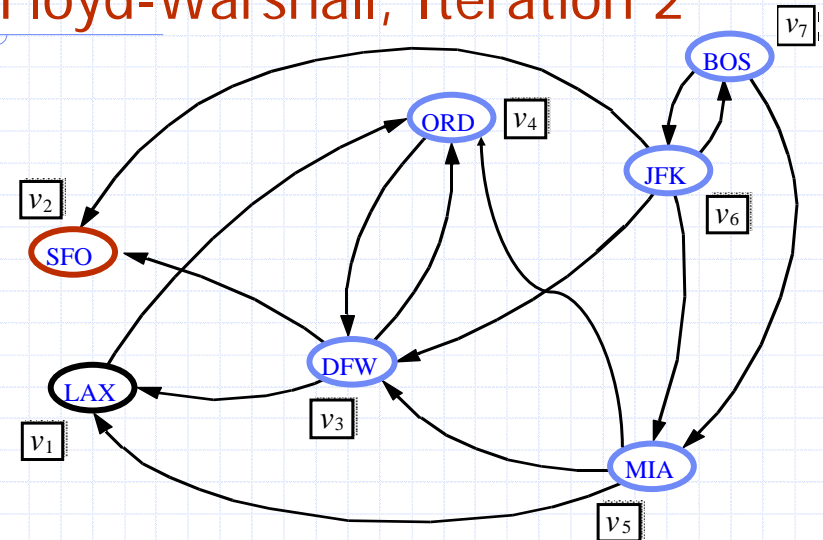 Floyd-Warshall, Iteration 2
v7
BOS
ORD
v4
JFK
v2
v6
SFO
DFW
LAX
v3
v1
MIA
v5